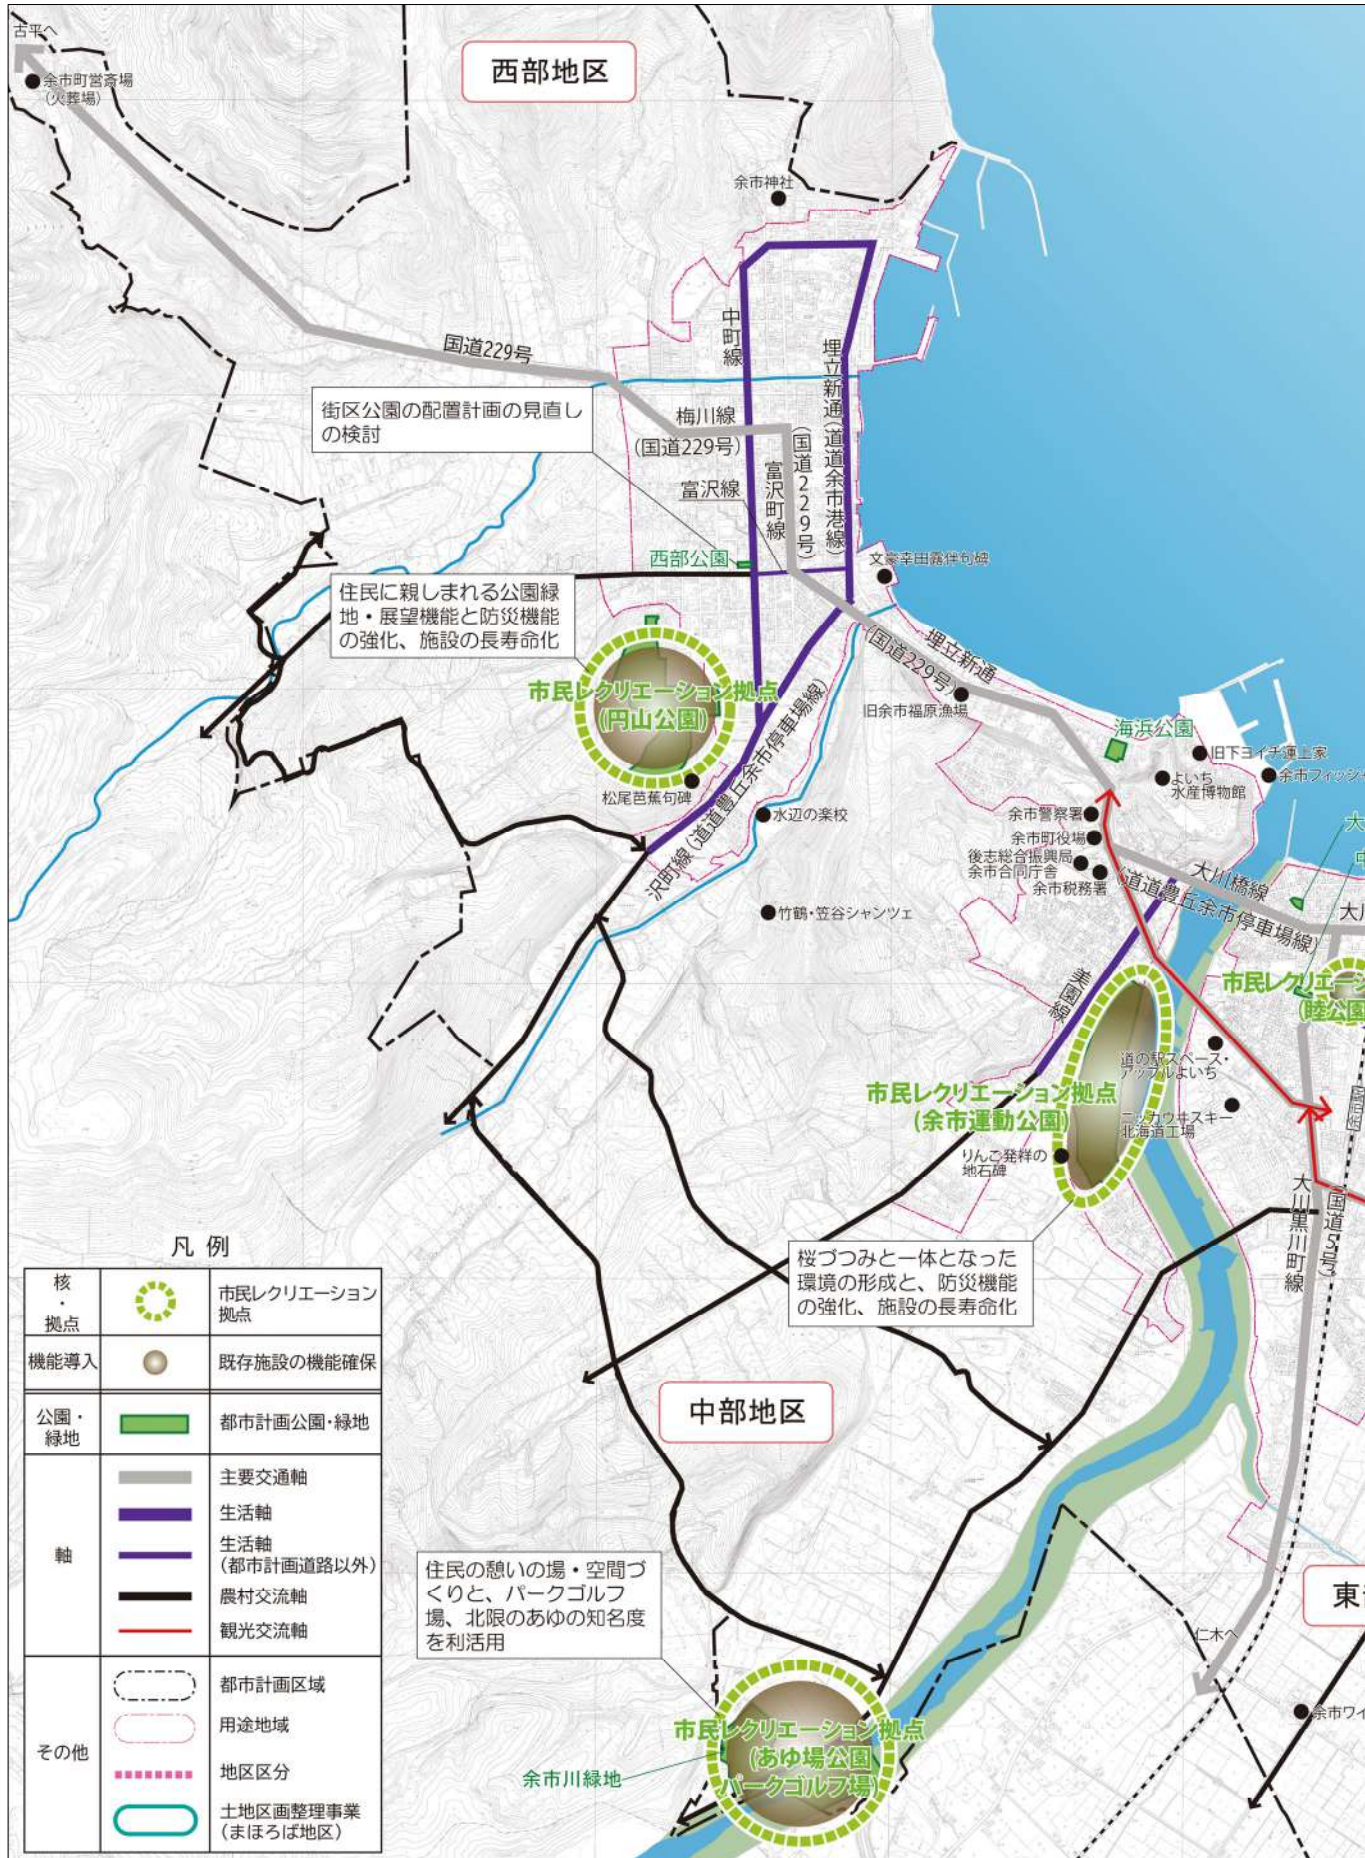 古平へ
余市町営斎場
(火葬場)
西部地区
余市神社
中町線
国道229号
埋立新通(道道余市港線)
街区公園の配置計画の見直し
の検討
梅川線
(国道229号)
富沢町線
(国道229号)
富沢線
西部公園
文豪幸田露伴句碑
住民に親しまれる公園緑
地・展望機能と防災機能
の強化、施設の長寿命化
市民レクリエーション拠点
(円山公園)
埋立新通
(国道229号)
旧余市福原漁場
海浜公園
旧下ヨイチ運上家
余市フィッシャ
よいち
水産博物館
松尾芭蕉句碑
水辺の楽校
沢町線(道道豊丘余市停車場線)
余市警察署
余市町役場
後志総合振興局
余市合同庁舎
余市税務署
大
中
大川橋線
(道道豊丘余市停車場線)
大川
竹鶴・笠谷シャンツェ
美園線
市民レクリエーシ
(睦公園
道の駅スペース・
アップルよいち
市民レクリエーション拠点
(余市運動公園)
ニッカウヰスキー
北海道工場
りんご発祥の
地石碑
大川黒川町線
(国道5号)
桜づつみと一体となった
環境の形成と、防災機能
の強化、施設の長寿命化
中部地区
住民の憩いの場・空間づ
くりと、パークゴルフ
場、北限のあゆの知名度
を利活用
東
仁木へ
余市ワイ
市民レクリエーション拠点
(あゆ場公園
パークゴルフ場)
余市川緑地
凡例
核・拠点
市民レクリエーション
拠点
機能導入
既存施設の機能確保
公園・
緑地
都市計画公園・緑地
軸
主要交通軸
生活軸
生活軸
(都市計画道路以外)
農村交流軸
観光交流軸
その他
都市計画区域
用途地域
地区区分
土地区画整理事業
(まほろば地区)